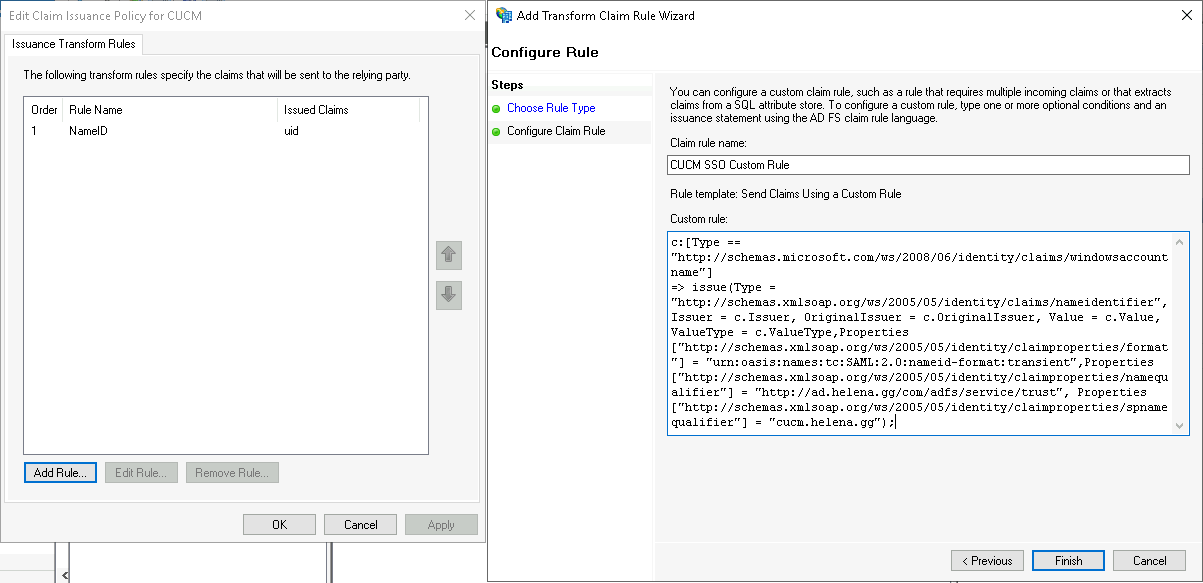 Edit Claim Issuance Policy for CUCM
Issuance Transform Rules
The following transform rules specify the claims that will be sent to the relying party.
Order Rule Name Issued Claims
1 NameID uid
Add Rule... Edit Rule... Remove Rule...
OK Cancel Apply
Add Transform Claim Rule Wizard
Configure Rule
Steps
Choose Rule Type
Configure Claim Rule
You can configure a custom claim rule, such as a rule that requires multiple incoming claims or that extracts
claims from a SQL attribute store. To configure a custom rule, type one or more optional conditions and an
issuance statement using the AD FS claim rule language.
Claim rule name:
CUCM SSO Custom Rule
Rule template: Send Claims Using a Custom Rule
Custom rule:
c:[Type ==
"http://schemas.microsoft.com/ws/2008/06/identity/claims/windowsaccount
name"]
=> issue(Type =
"http://schemas.xmlsoap.org/ws/2005/05/identity/claims/nameidentifier",
Issuer = c.Issuer, OriginalIssuer = c.OriginalIssuer, Value = c.Value,
ValueType = c.ValueType,Properties
["http://schemas.xmlsoap.org/ws/2005/05/identity/claimproperties/format
"] = "urn:oasis:names:tc:SAML:2.0:nameid-format:transient",Properties
["http://schemas.xmlsoap.org/ws/2005/05/identity/claimproperties/namequ
alifier"] = "http://ad.helena.gg/com/adfs/service/trust", Properties
["http://schemas.xmlsoap.org/ws/2005/05/identity/claimproperties/spname
qualifier"] = "cucm.helena.gg");
< Previous Finish Cancel